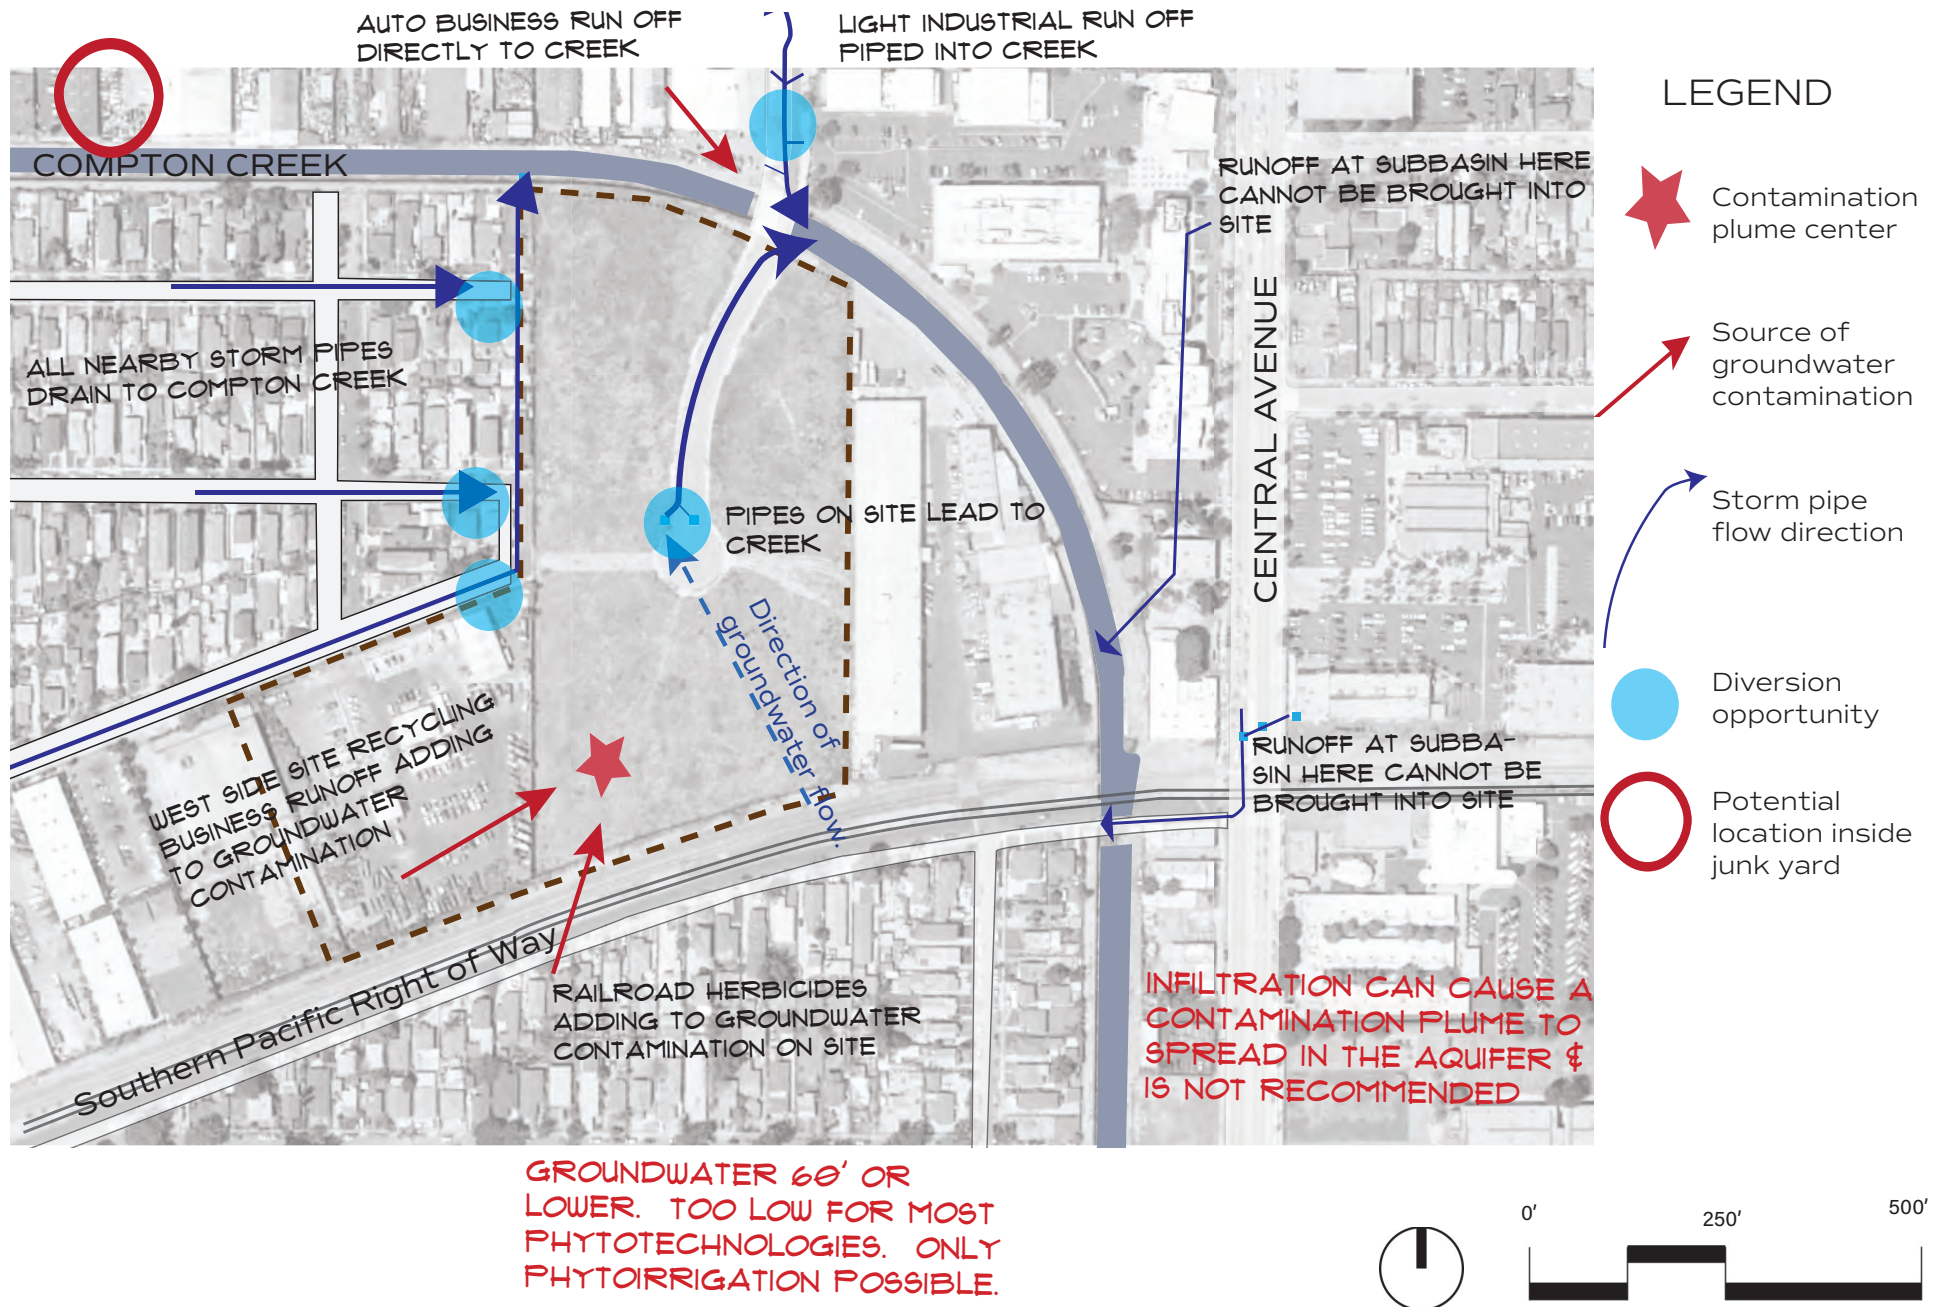 AUTO BUSINESS RUN OFF
DIRECTLY TO CREEK
LIGHT INDUSTRIAL RUN OFF
PIPED INTO CREEK
COMPTON CREEK
RUNOFF AT SUBBASIN HERE
CANNOT BE BROUGHT INTO
SITE
ALL NEARBY STORM PIPES
DRAIN TO COMPTON CREEK
CENTRAL AVENUE
PIPES ON SITE LEAD TO
CREEK
Direction of
groundwater flow.
WEST SIDE SITE RECYCLING
BUSINESS RUNOFF ADDING
TO GROUNDWATER
CONTAMINATION
RUNOFF AT SUBBA-
SIN HERE CANNOT BE
BROUGHT INTO SITE
Southern Pacific Right of Way
RAILROAD HERBICIDES
ADDING TO GROUNDWATER
CONTAMINATION ON SITE
INFILTRATION CAN CAUSE A
CONTAMINATION PLUME TO
SPREAD IN THE AQUIFER &
IS NOT RECOMMENDED
GROUNDWATER 60' OR
LOWER. TOO LOW FOR MOST
PHYTOTECHNOLOGIES. ONLY
PHYTOIRRIGATION POSSIBLE.
LEGEND
Contamination
plume center
Source of
groundwater
contamination
Storm pipe
flow direction
Diversion
opportunity
Potential
location inside
junk yard
0'
250'
500'